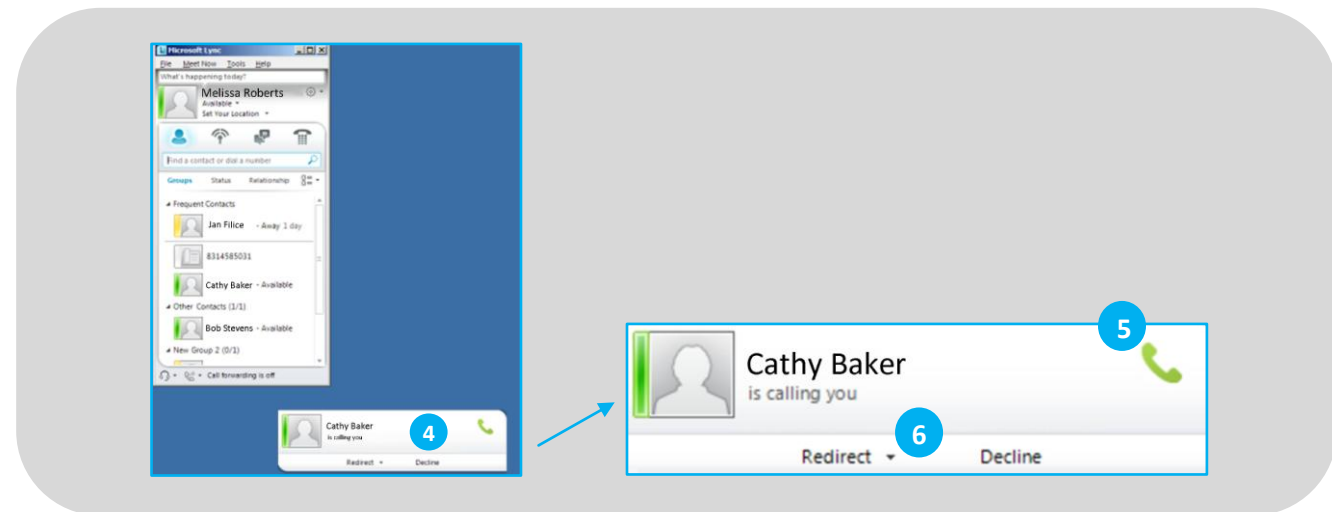 Microsoft Lync
File Meet Now Tools Help
What's happening today?
Melissa Roberts
Available
Set Your Location
Find a contact or dial a number
Groups Status Relationship
Frequent Contacts
Jan Filice - Away 1 day
8314585031
Cathy Baker - Available
Other Contacts (1/1)
Bob Stevens - Available
New Group 2 (0/1)
Call forwarding is off
Cathy Baker
is calling you
4
Redirect Decline
5
Cathy Baker
is calling you
6
Redirect Decline